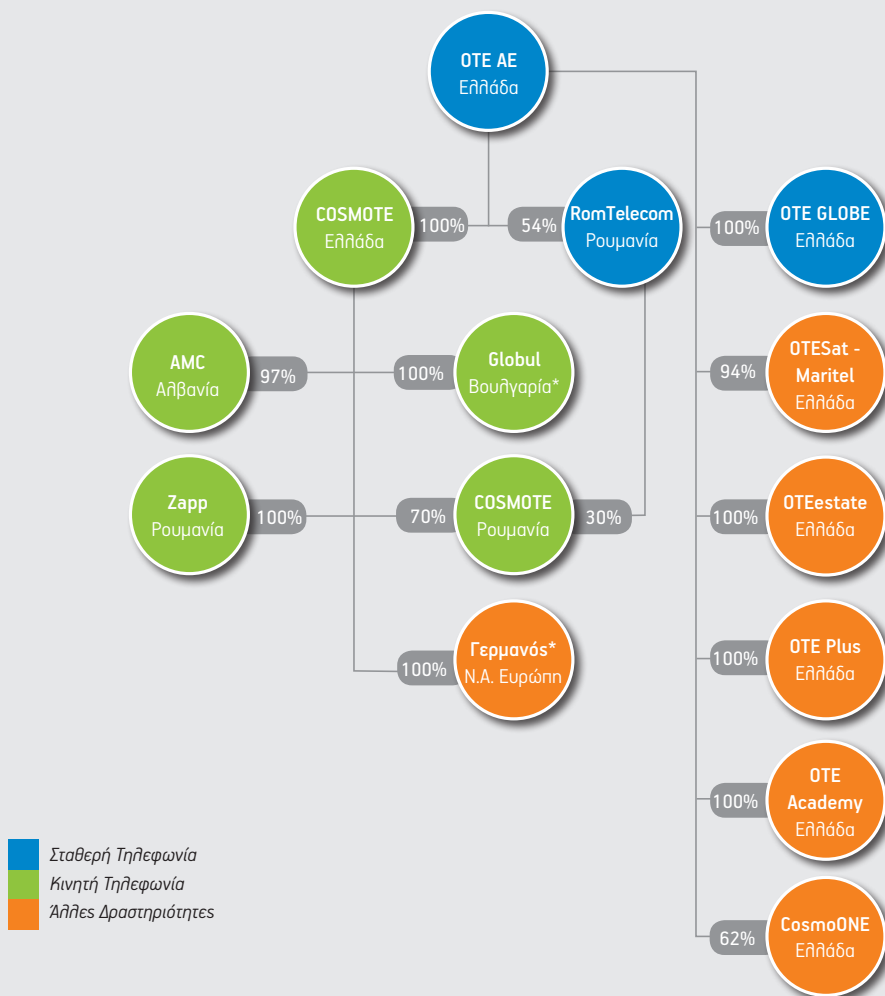 OTE AE
Ελλάδα
COSMOTE
Ελλάδα
100%
54%
RomTelecom
Ρουμανία
100%
OTE GLOBE
Ελλάδα
AMC
Αλβανία
97%
100%
Globul
Βουλγαρία*
94%
OTESat -
Maritel
Ελλάδα
Zapp
Ρουμανία
100%
70%
COSMOTE
Ρουμανία
30%
100%
OTEestate
Ελλάδα
100%
Γερμανός*
Ν.Α. Ευρώπη
100%
OTE Plus
Ελλάδα
100%
OTE
Academy
Ελλάδα
62%
CosmoONE
Ελλάδα
Σταθερή Τηλεφωνία
Κινητή Τηλεφωνία
Άλλες Δραστηριότητες